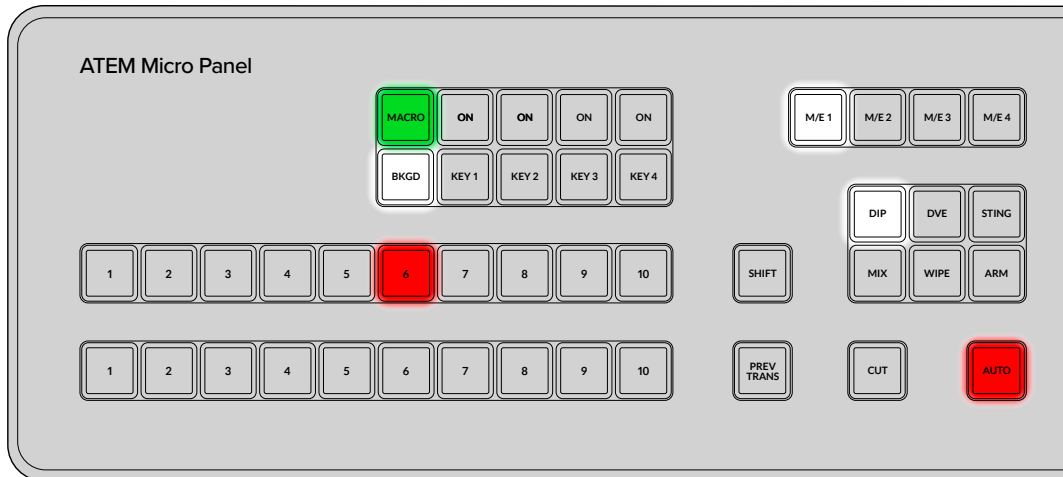 ATEM Micro Panel
MACRO ON ON ON ON
M/E 1 M/E 2 M/E 3 M/E 4
BKGD KEY 1 KEY 2 KEY 3 KEY 4
DIP DVE STING
1 2 3 4 5 6 7 8 9 10
SHIFT
MIX WIPE ARM
1 2 3 4 5 6 7 8 9 10
PREV
TRANS
CUT
AUTO